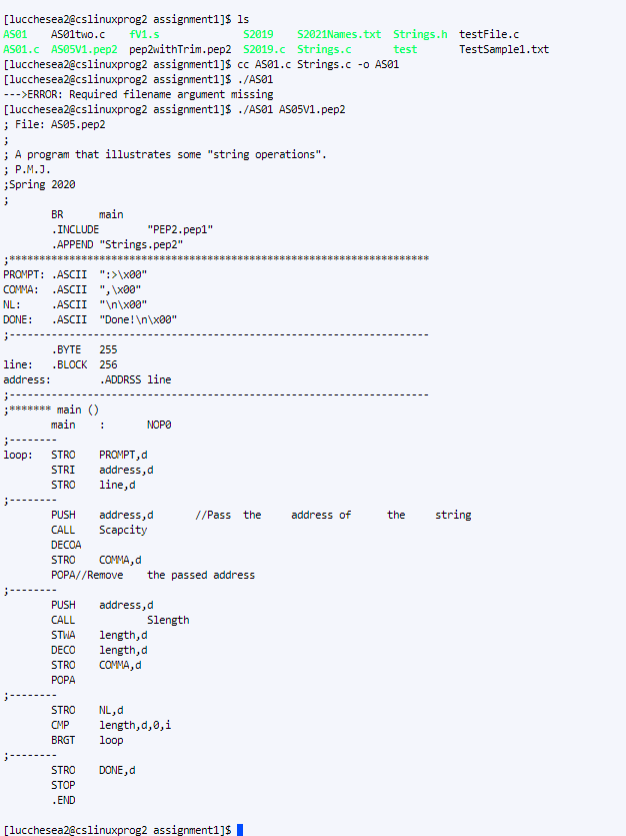 [lucchesea2@cslinuxprog2 assignment1]$ ls
AS01    AS01two.c   fV1.s             S2019    S2021Names.txt  Strings.h  testFile.c
AS01.c  AS05V1.pep2  pep2withTrim.pep2  S2019.c  Strings.c       test       TestSample1.txt
[lucchesea2@cslinuxprog2 assignment1]$ cc AS01.c Strings.c -o AS01
[lucchesea2@cslinuxprog2 assignment1]$ ./AS01
--->ERROR: Required filename argument missing
[lucchesea2@cslinuxprog2 assignment1]$ ./AS01 AS05V1.pep2
; File: AS05.pep2
;
; A program that illustrates some "string operations".
; P.M.J.
;Spring 2020
;
        BR      main
        .INCLUDE        "PEP2.pep1"
        .APPEND "Strings.pep2"
;**********************************************************************
PROMPT: .ASCII  ":>\x00"
COMMA:  .ASCII  ",\x00"
NL:     .ASCII  "\n\x00"
DONE:   .ASCII  "Done!\n\x00"
;----------------------------------------------------------------------
        .BYTE   255
line:   .BLOCK  256
address:        .ADDRSS line
;----------------------------------------------------------------------
;******* main ()
        main    :       NOP0
;--------
loop:   STRO    PROMPT,d
        STRI    address,d
        STRO    line,d
;--------
        PUSH    address,d       //Pass  the     address of      the     string
        CALL    Scapcity
        DECOA
        STRO    COMMA,d
        POPA//Remove    the passed address
;--------
        PUSH    address,d
        CALL            Slength
        STWA    length,d
        DECO    length,d
        STRO    COMMA,d
        POPA
;--------
        STRO    NL,d
        CMP     length,d,0,i
        BRGT    loop
;--------
        STRO    DONE,d
        STOP
        .END
[lucchesea2@cslinuxprog2 assignment1]$